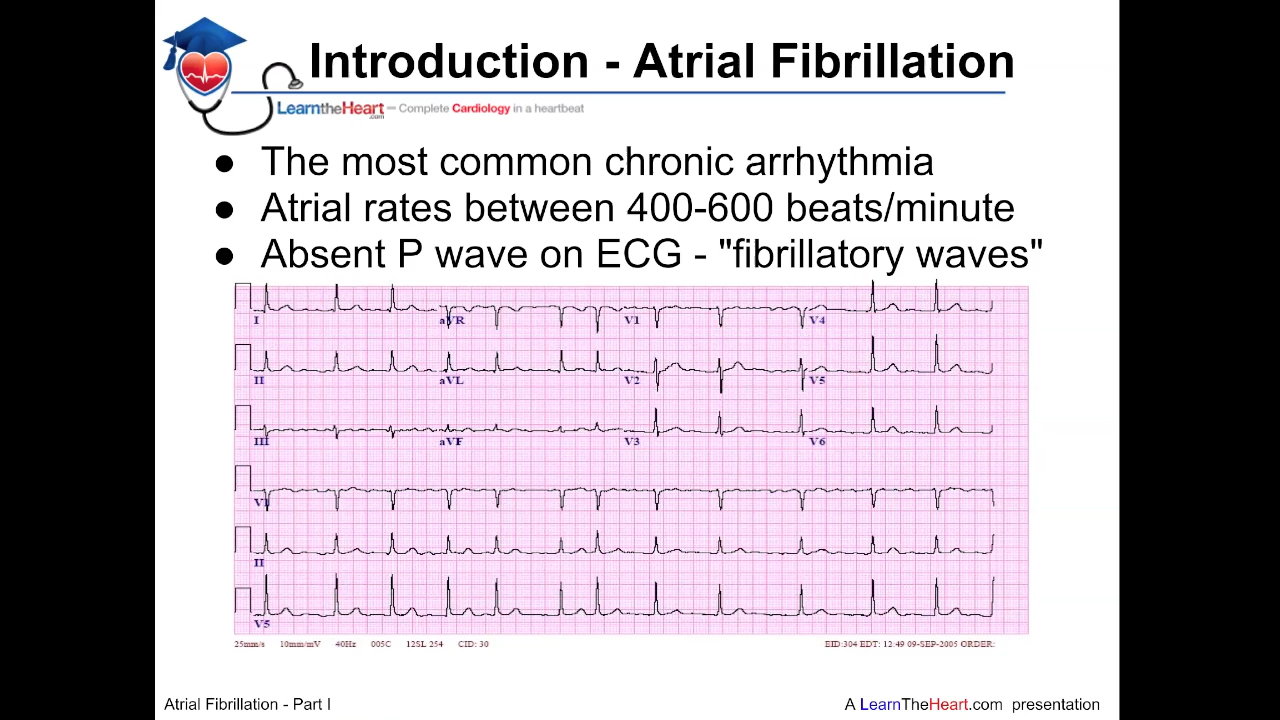 Introduction - Atrial Fibrillation
LearntheHeart.com - Complete Cardiology in a heartbeat
● The most common chronic arrhythmia
● Atrial rates between 400-600 beats/minute
● Absent P wave on ECG - "fibrillatory waves"
I aVR V1 V4
II aVL V2 V5
III aVF V3 V6
V1
II
V5
25mm/s 10mm/mV 40Hz 005C 12SL 254 CID: 30 EID:304 EDT: 12:49 09-SEP-2005 ORDER:
Atrial Fibrillation - Part I A LearnTheHeart.com presentation